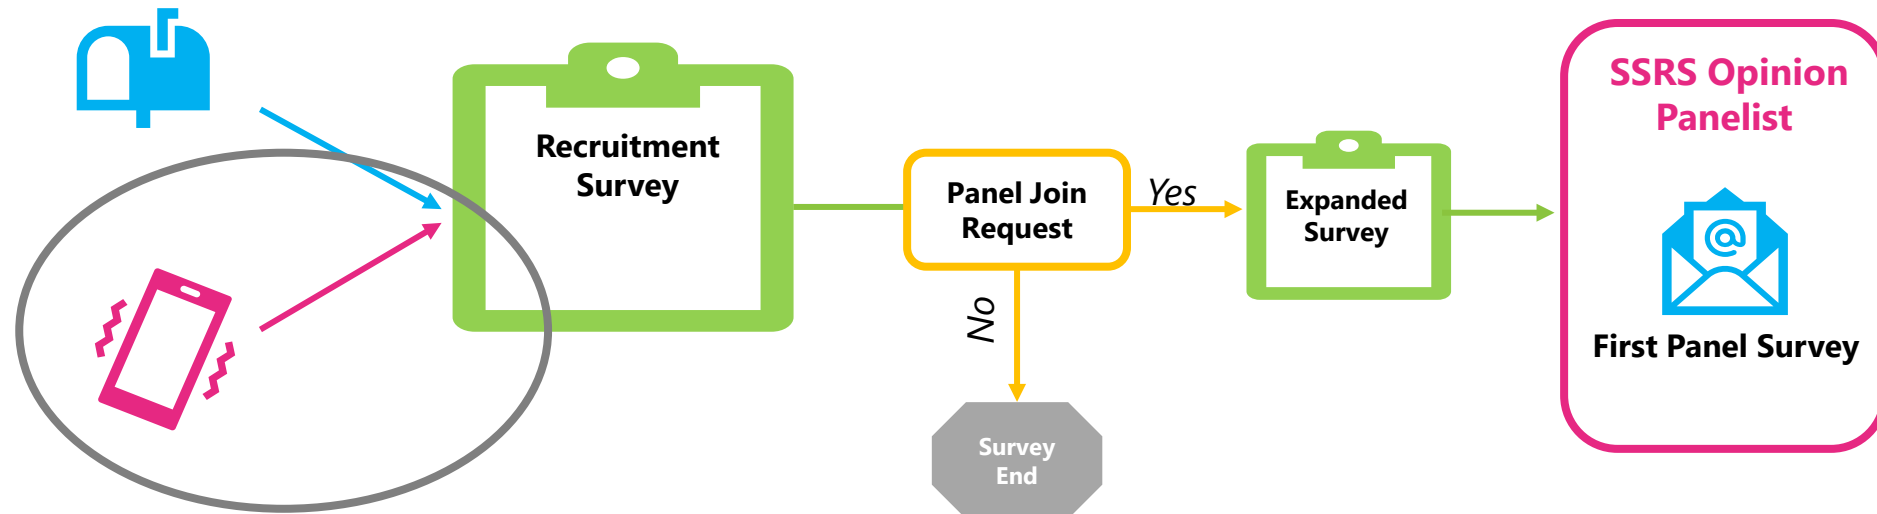 Recruitment
Survey
Panel Join
Request
Yes
No
Survey
End
Expanded
Survey
SSRS Opinion
Panelist
@
First Panel Survey